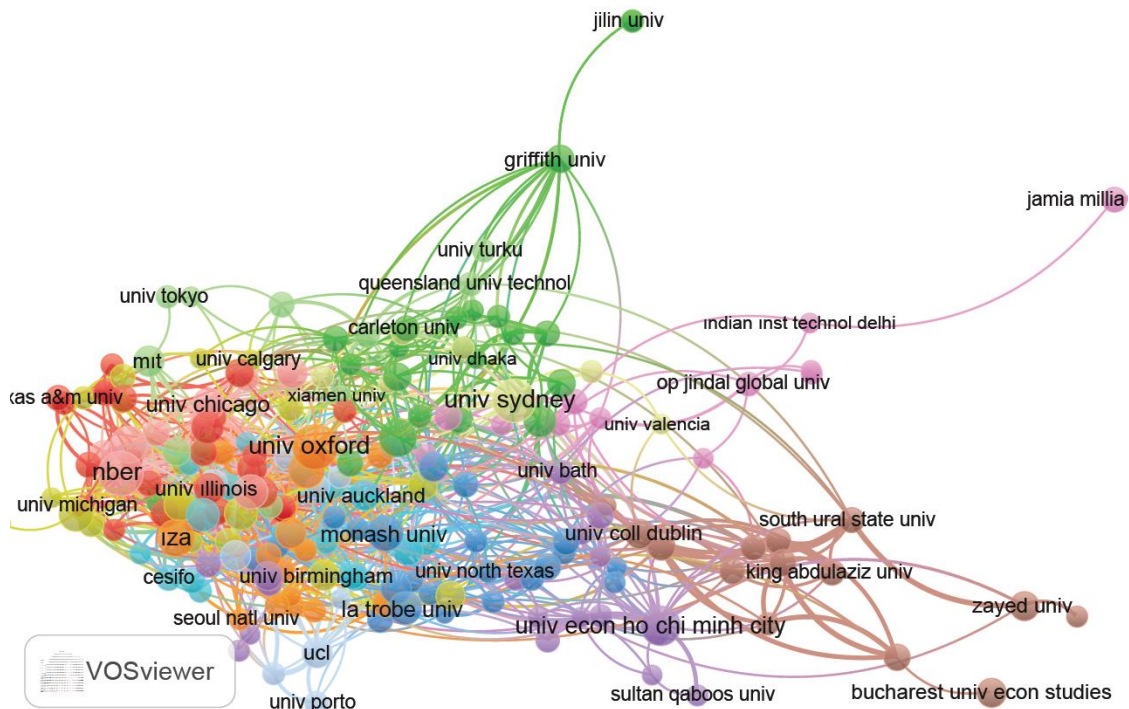 jilin univ
griffith univ
jamia millia
univ turku
queensland univ technol
univ tokyo
carleton univ
indian inst technol delhi
mit
univ calgary
univ dhaka
op jindal global univ
xas a&m univ
univ chicago
xiamen univ
univ sydney
univ valencia
univ oxford
nber
univ bath
univ illinois
univ auckland
univ michigan
south ural state univ
iza
monash univ
univ coll dublin
cesifo
univ birmingham
univ north texas
king abdulaziz univ
seoul natl univ
la trobe univ
zayed univ
univ econ ho chi minh city
ucl
VOSviewer
univ porto
sultan qaboos univ
bucharest univ econ studies